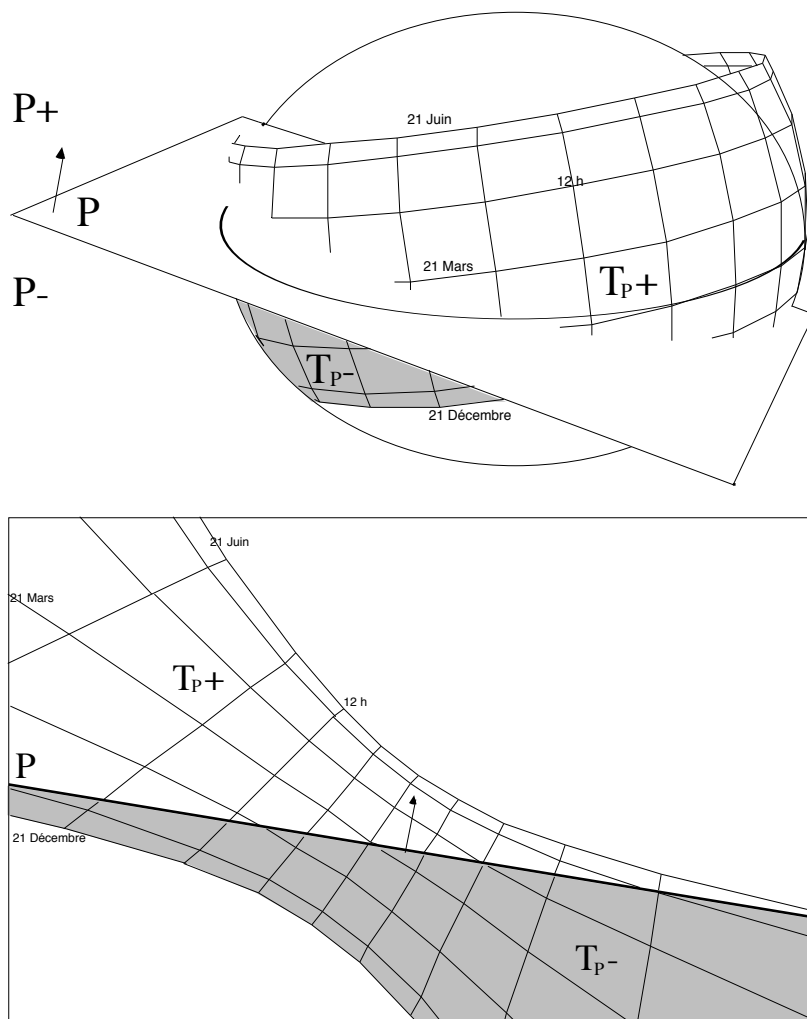 P+
21 Juin
12 h
P
21 Mars
TP+
P-
TP-
21 Décembre
21 Juin
21 Mars
TP+
12 h
P
21 Décembre
TP-